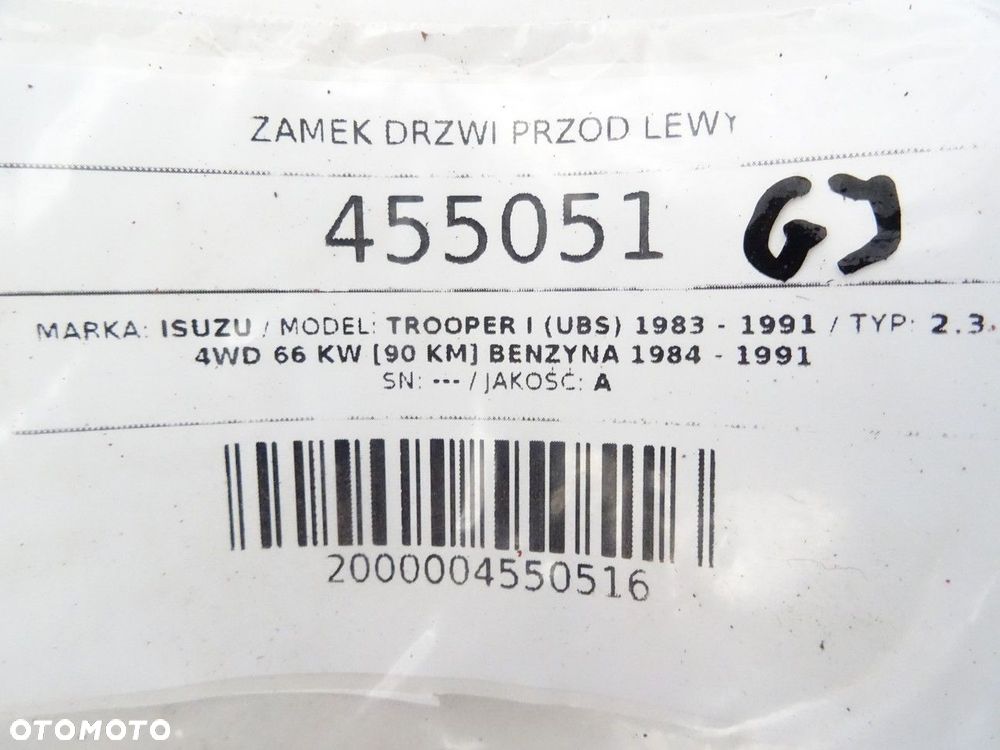 ZAMEK DRZWI PRZÓD LEWY
455051 GJ
MARKA: ISUZU / MODEL: TROOPER I (UBS) 1983 - 1991 / TYP: 2.3
4WD 66 KW [90 KM] BENZYNA 1984 - 1991
SN: --- / JAKOŚĆ: A
2000004550516
OTOMOTO